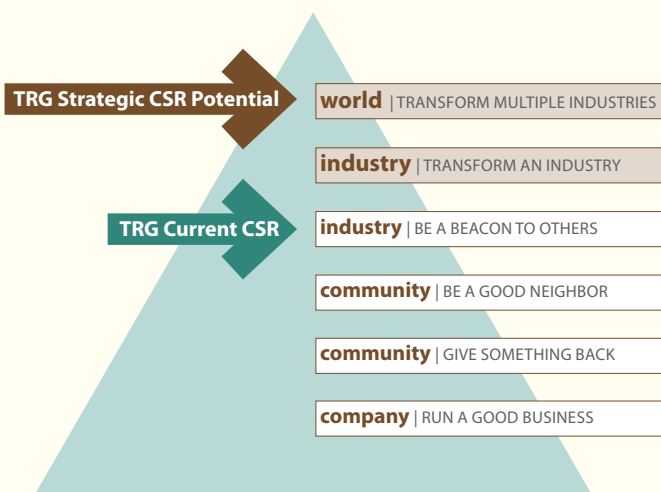 TRG Strategic CSR Potential
world | TRANSFORM MULTIPLE INDUSTRIES
industry | TRANSFORM AN INDUSTRY
TRG Current CSR
industry | BE A BEACON TO OTHERS
community | BE A GOOD NEIGHBOR
community | GIVE SOMETHING BACK
company | RUN A GOOD BUSINESS